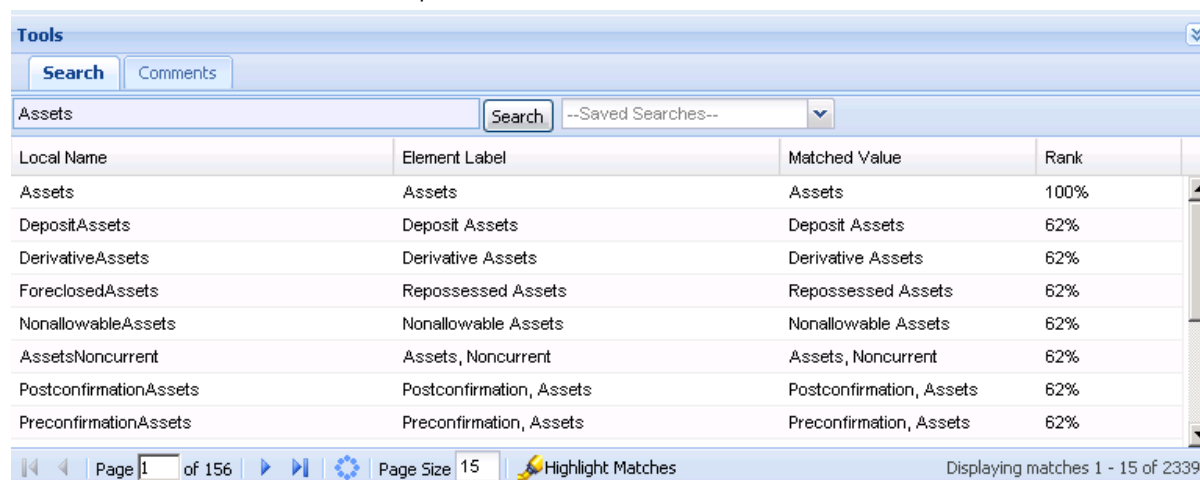 Tools
Search Comments
Assets Search --Saved Searches--
Local Name Element Label Matched Value Rank
Assets Assets Assets 100%
DepositAssets Deposit Assets Deposit Assets 62%
DerivativeAssets Derivative Assets Derivative Assets 62%
ForeclosedAssets Repossessed Assets Repossessed Assets 62%
NonallowableAssets Nonallowable Assets Nonallowable Assets 62%
AssetsNoncurrent Assets, Noncurrent Assets, Noncurrent 62%
PostconfirmationAssets Postconfirmation, Assets Postconfirmation, Assets 62%
PreconfirmationAssets Preconfirmation, Assets Preconfirmation, Assets 62%
Page 1 of 156 Page Size 15 Highlight Matches Displaying matches 1 - 15 of 2339